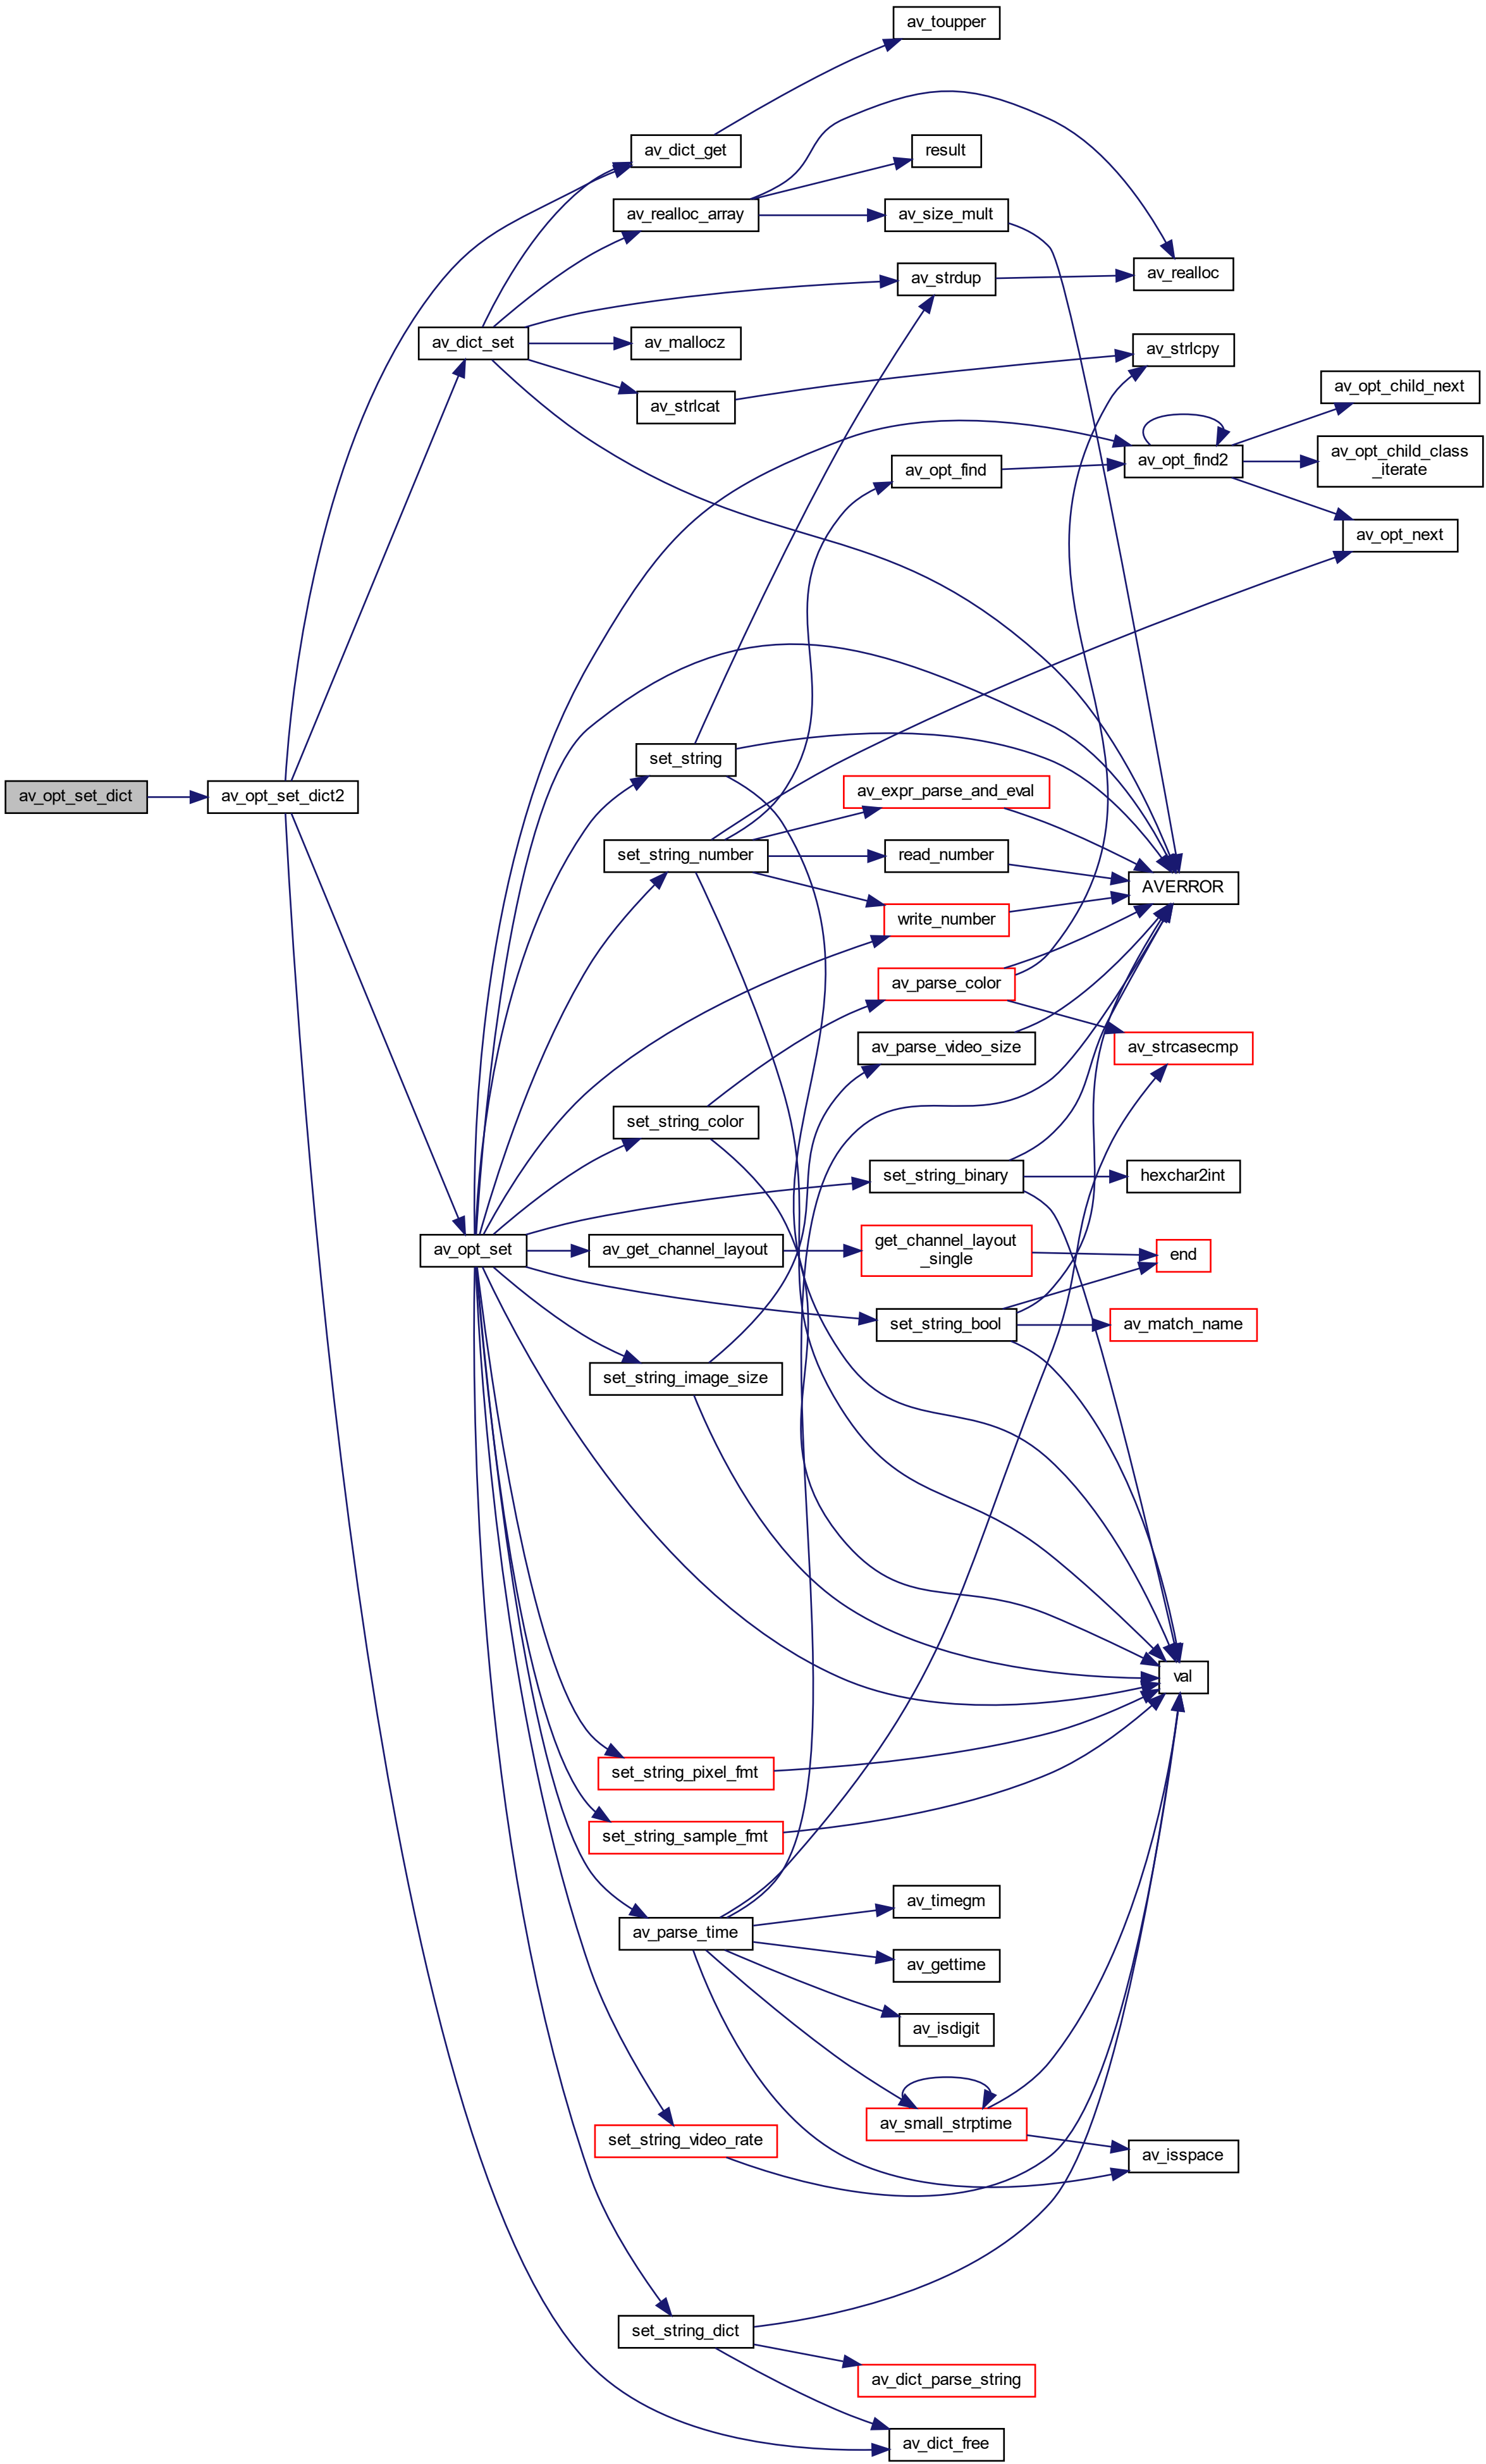 av_toupper
av_dict_get
result
av_realloc_array
av_size_mult
av_realloc
av_strdup
av_dict_set
av_mallocz
av_strlcpy
av_opt_child_next
av_strlcat
av_opt_find2
av_opt_child_class
_iterate
av_opt_find
av_opt_next
set_string
av_opt_set_dict
av_opt_set_dict2
av_expr_parse_and_eval
set_string_number
read_number
AVERROR
write_number
av_parse_color
av_parse_video_size
av_strcasecmp
set_string_color
set_string_binary
hexchar2int
av_opt_set
av_get_channel_layout
get_channel_layout
_single
end
set_string_bool
av_match_name
set_string_image_size
val
set_string_pixel_fmt
set_string_sample_fmt
av_timegm
av_parse_time
av_gettime
av_isdigit
av_small_strptime
set_string_video_rate
av_isspace
set_string_dict
av_dict_parse_string
av_dict_free